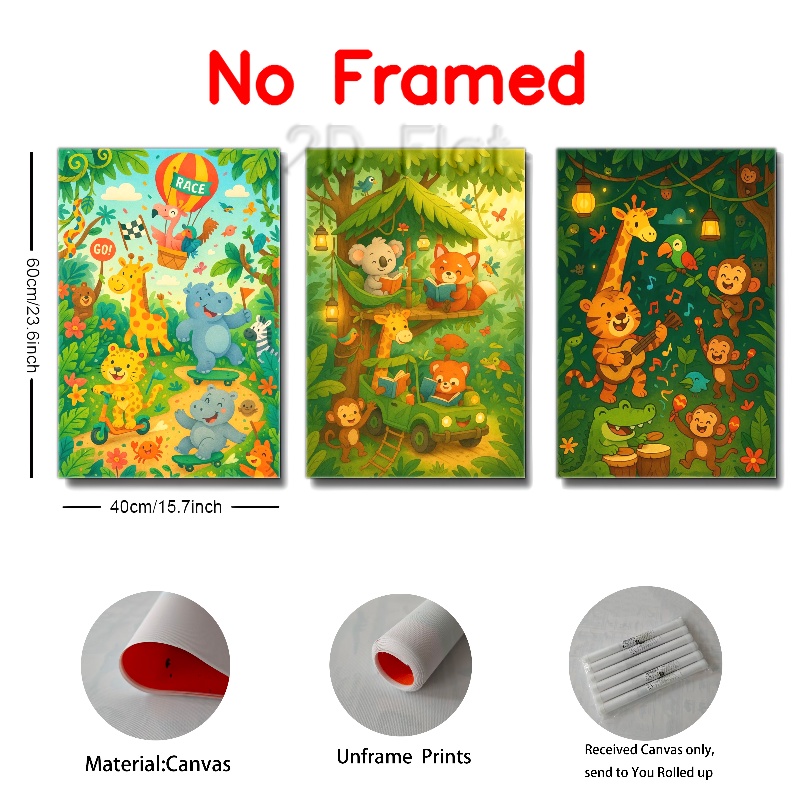 No Framed
2D Flat
RACE
GO!
60cm/23.6inch
40cm/15.7inch
Material:Canvas
Unframe Prints
Received Canvas only,
send to You Rolled up